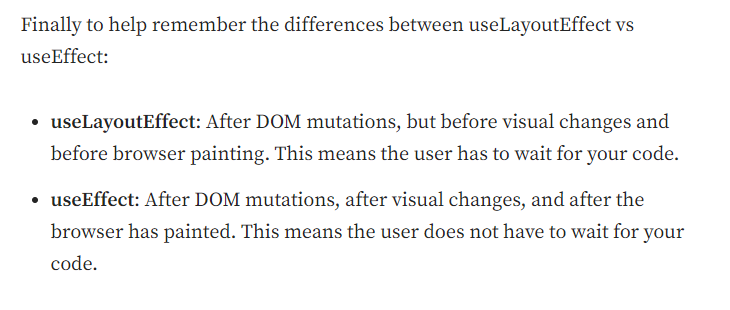 Finally to help remember the differences between useLayoutEffect vs
useEffect:
• useLayoutEffect: After DOM mutations, but before visual changes and
before browser painting. This means the user has to wait for your code.
• useEffect: After DOM mutations, after visual changes, and after the
browser has painted. This means the user does not have to wait for your
code.